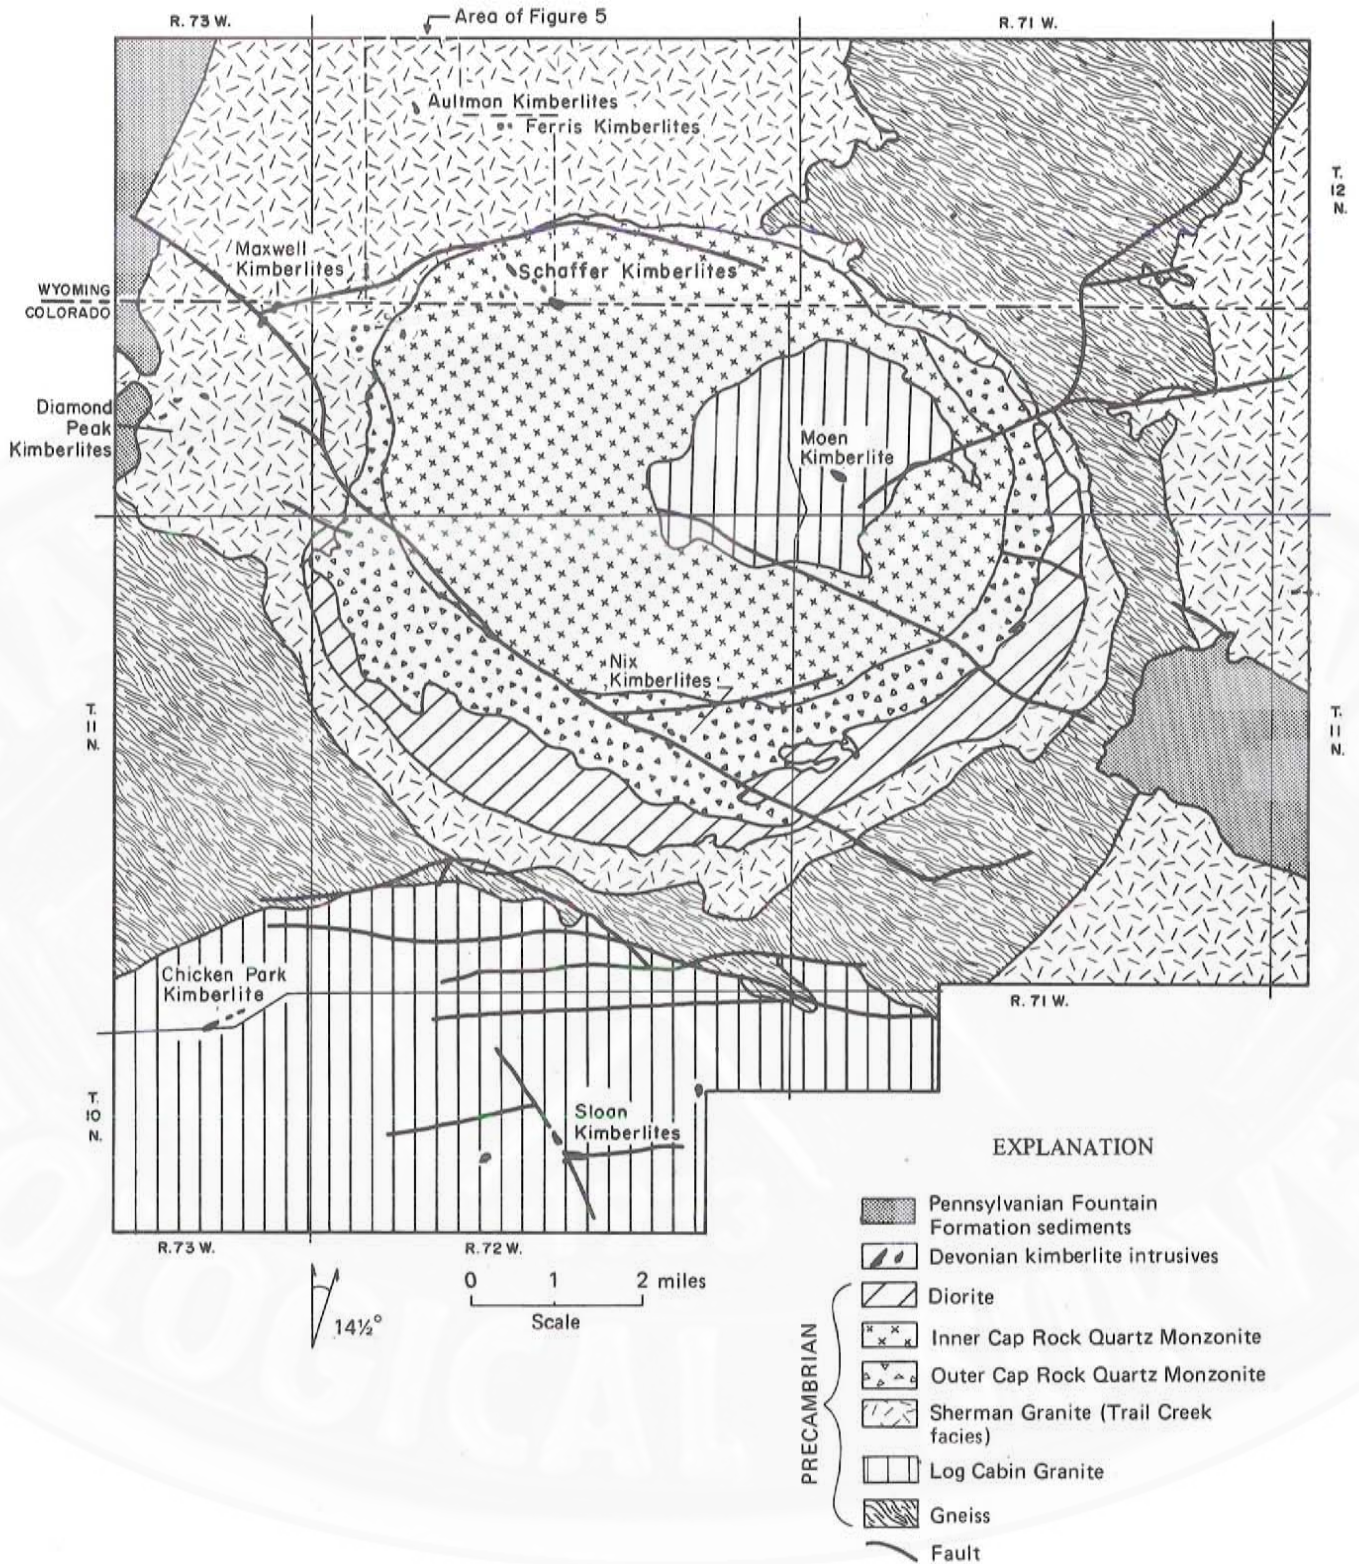 R. 73 W.
Area of Figure 5
R. 71 W.
Aultman Kimberlites
Ferris Kimberlites
T.
12
N.
Maxwell
Kimberlites
Schaffer Kimberlites
WYOMING
COLORADO
Diamond
Peak
Kimberlites
Moen
Kimberlite
Nix
Kimberlites
T.
11
N.
T.
11
N.
Chicken Park
Kimberlite
R. 71 W.
T.
10
N.
Sloan
Kimberlites
R. 73 W.
R. 72 W.
0 1 2 miles
Scale
14½°
EXPLANATION
Pennsylvanian Fountain
Formation sediments
Devonian kimberlite intrusives
PRECAMBRIAN
Diorite
Inner Cap Rock Quartz Monzonite
Outer Cap Rock Quartz Monzonite
Sherman Granite (Trail Creek
facies)
Log Cabin Granite
Gneiss
Fault